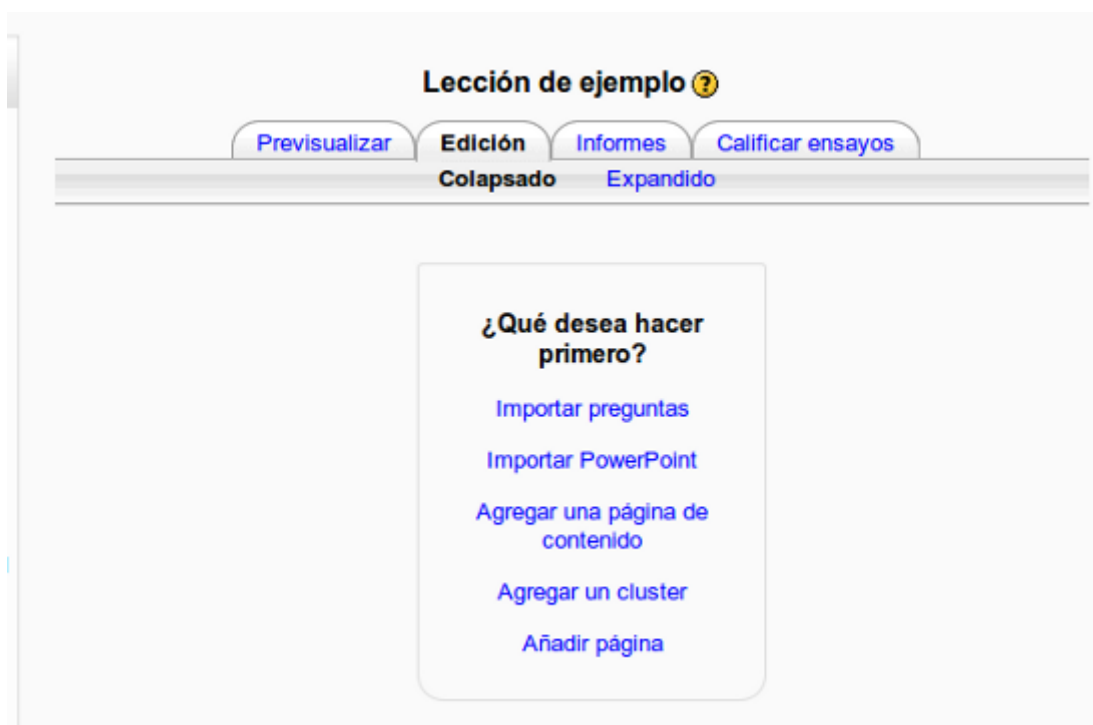 Lección de ejemplo ?
Previsualizar Edición Informes Calificar ensayos
Colapsado Expandido
¿Qué desea hacer
primero?
Importar preguntas
Importar PowerPoint
Agregar una página de
contenido
Agregar un cluster
Añadir página